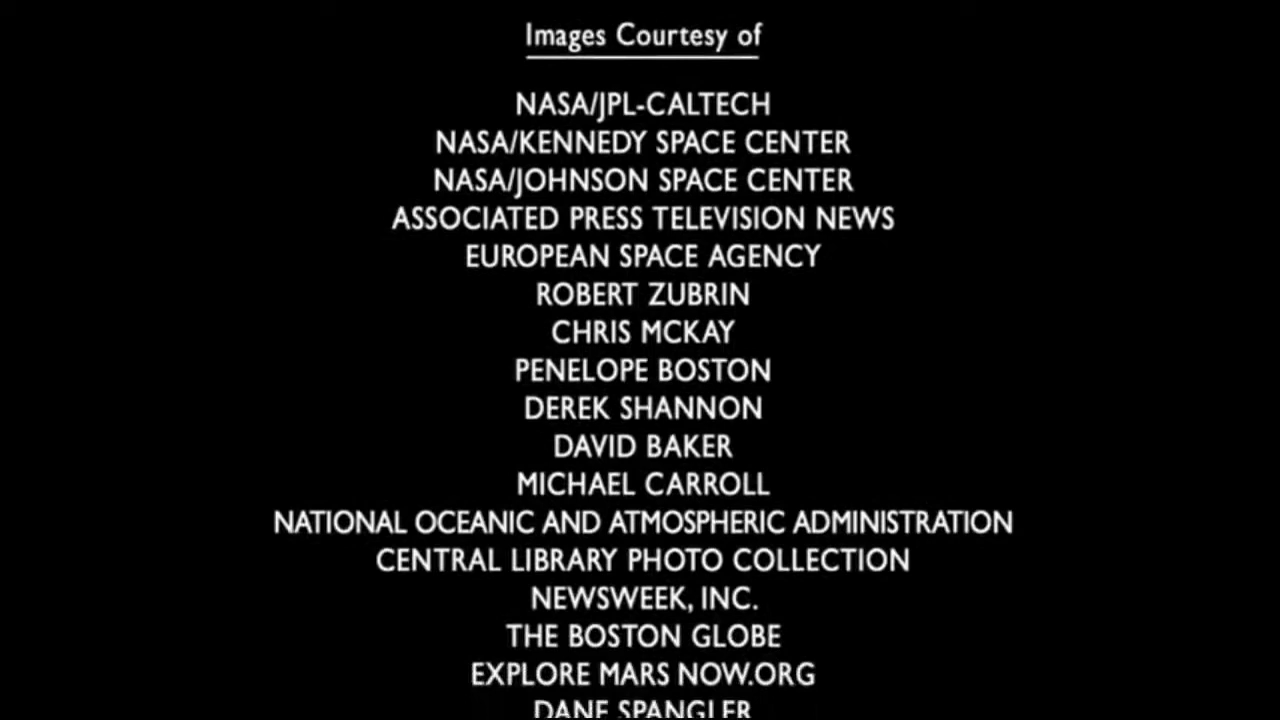 Images Courtesy of
NASA/JPL-CALTECH
NASA/KENNEDY SPACE CENTER
NASA/JOHNSON SPACE CENTER
ASSOCIATED PRESS TELEVISION NEWS
EUROPEAN SPACE AGENCY
ROBERT ZUBRIN
CHRIS MCKAY
PENELOPE BOSTON
DEREK SHANNON
DAVID BAKER
MICHAEL CARROLL
NATIONAL OCEANIC AND ATMOSPHERIC ADMINISTRATION
CENTRAL LIBRARY PHOTO COLLECTION
NEWSWEEK, INC.
THE BOSTON GLOBE
EXPLORE MARS NOW.ORG
DANE SPANGLER